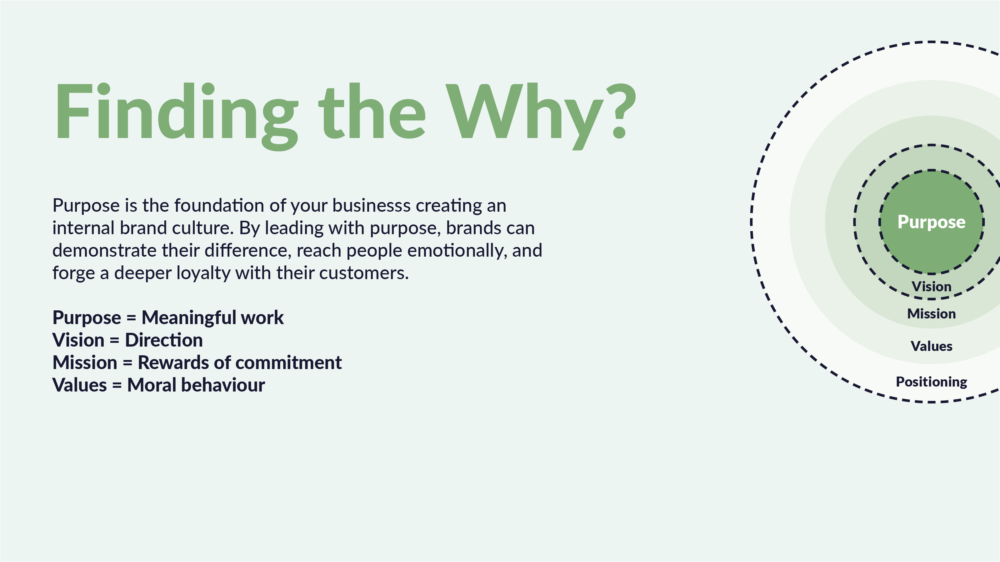 Finding the Why?
Purpose is the foundation of your businesss creating an
internal brand culture. By leading with purpose, brands can
demonstrate their difference, reach people emotionally, and
forge a deeper loyalty with their customers.
Purpose = Meaningful work
Vision = Direction
Mission = Rewards of commitment
Values = Moral behaviour
Purpose
Vision
Mission
Values
Positioning